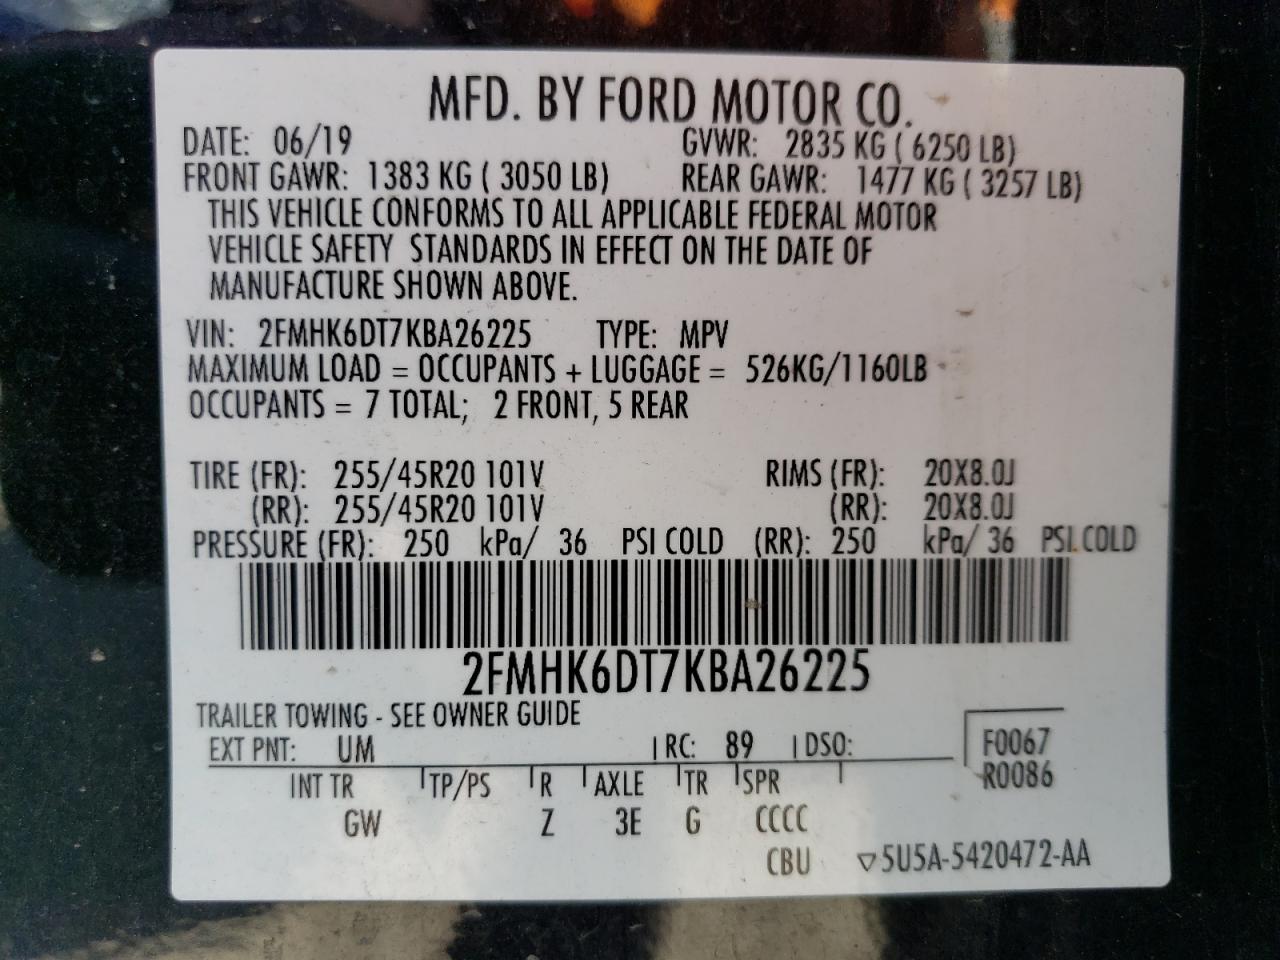 MFD. BY FORD MOTOR CO.
DATE: 06/19 GVWR: 2835 KG ( 6250 LB)
FRONT GAWR: 1383 KG ( 3050 LB) REAR GAWR: 1477 KG ( 3257 LB)
THIS VEHICLE CONFORMS TO ALL APPLICABLE FEDERAL MOTOR
VEHICLE SAFETY STANDARDS IN EFFECT ON THE DATE OF
MANUFACTURE SHOWN ABOVE.
VIN: 2FMHK6DT7KBA26225 TYPE: MPV
MAXIMUM LOAD = OCCUPANTS + LUGGAGE = 526KG/1160LB
OCCUPANTS = 7 TOTAL; 2 FRONT, 5 REAR
TIRE (FR): 255/45R20 101V RIMS (FR): 20X8.0J
(RR): 255/45R20 101V (RR): 20X8.0J
PRESSURE (FR): 250 kPa/ 36 PSI COLD (RR): 250 kPa/ 36 PSI COLD
2FMHK6DT7KBA26225
TRAILER TOWING - SEE OWNER GUIDE
EXT PNT: UM RC: 89 DSO: F0067
R0086
INT TR TP/PS R AXLE TR SPR
GW Z 3E G CCCC
CBU ▽5U5A-5420472-AA